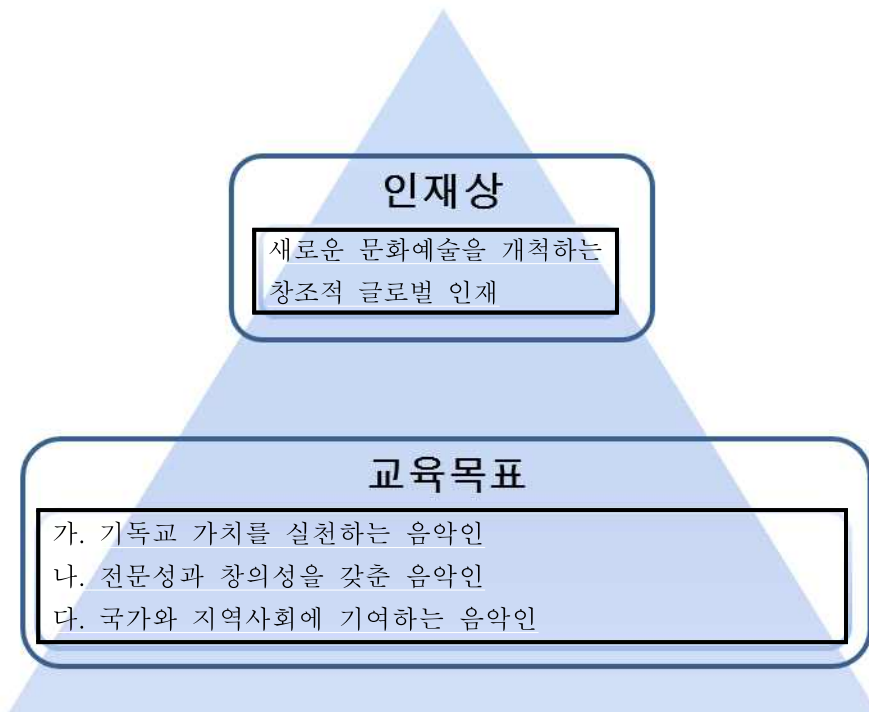 인재상
새로운 문화예술을 개척하는
창조적 글로벌 인재
교육목표
가. 기독교 가치를 실천하는 음악인
나. 전문성과 창의성을 갖춘 음악인
다. 국가와 지역사회에 기여하는 음악인